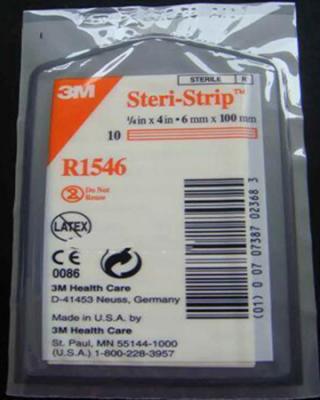 STERILE R
3M Steri-Strip™
1/4 in x 4 in • 6 mm x 100 mm
10
R1546
2 Do Not
Reuse
LATEX
CE
0086
3M Health Care
D-41453 Neuss, Germany
Made in U.S.A. by
3M Health Care
St. Paul, MN 55144-1000
(U.S.A.) 1-800-228-3957
(01) 0 07 07387 02368 3